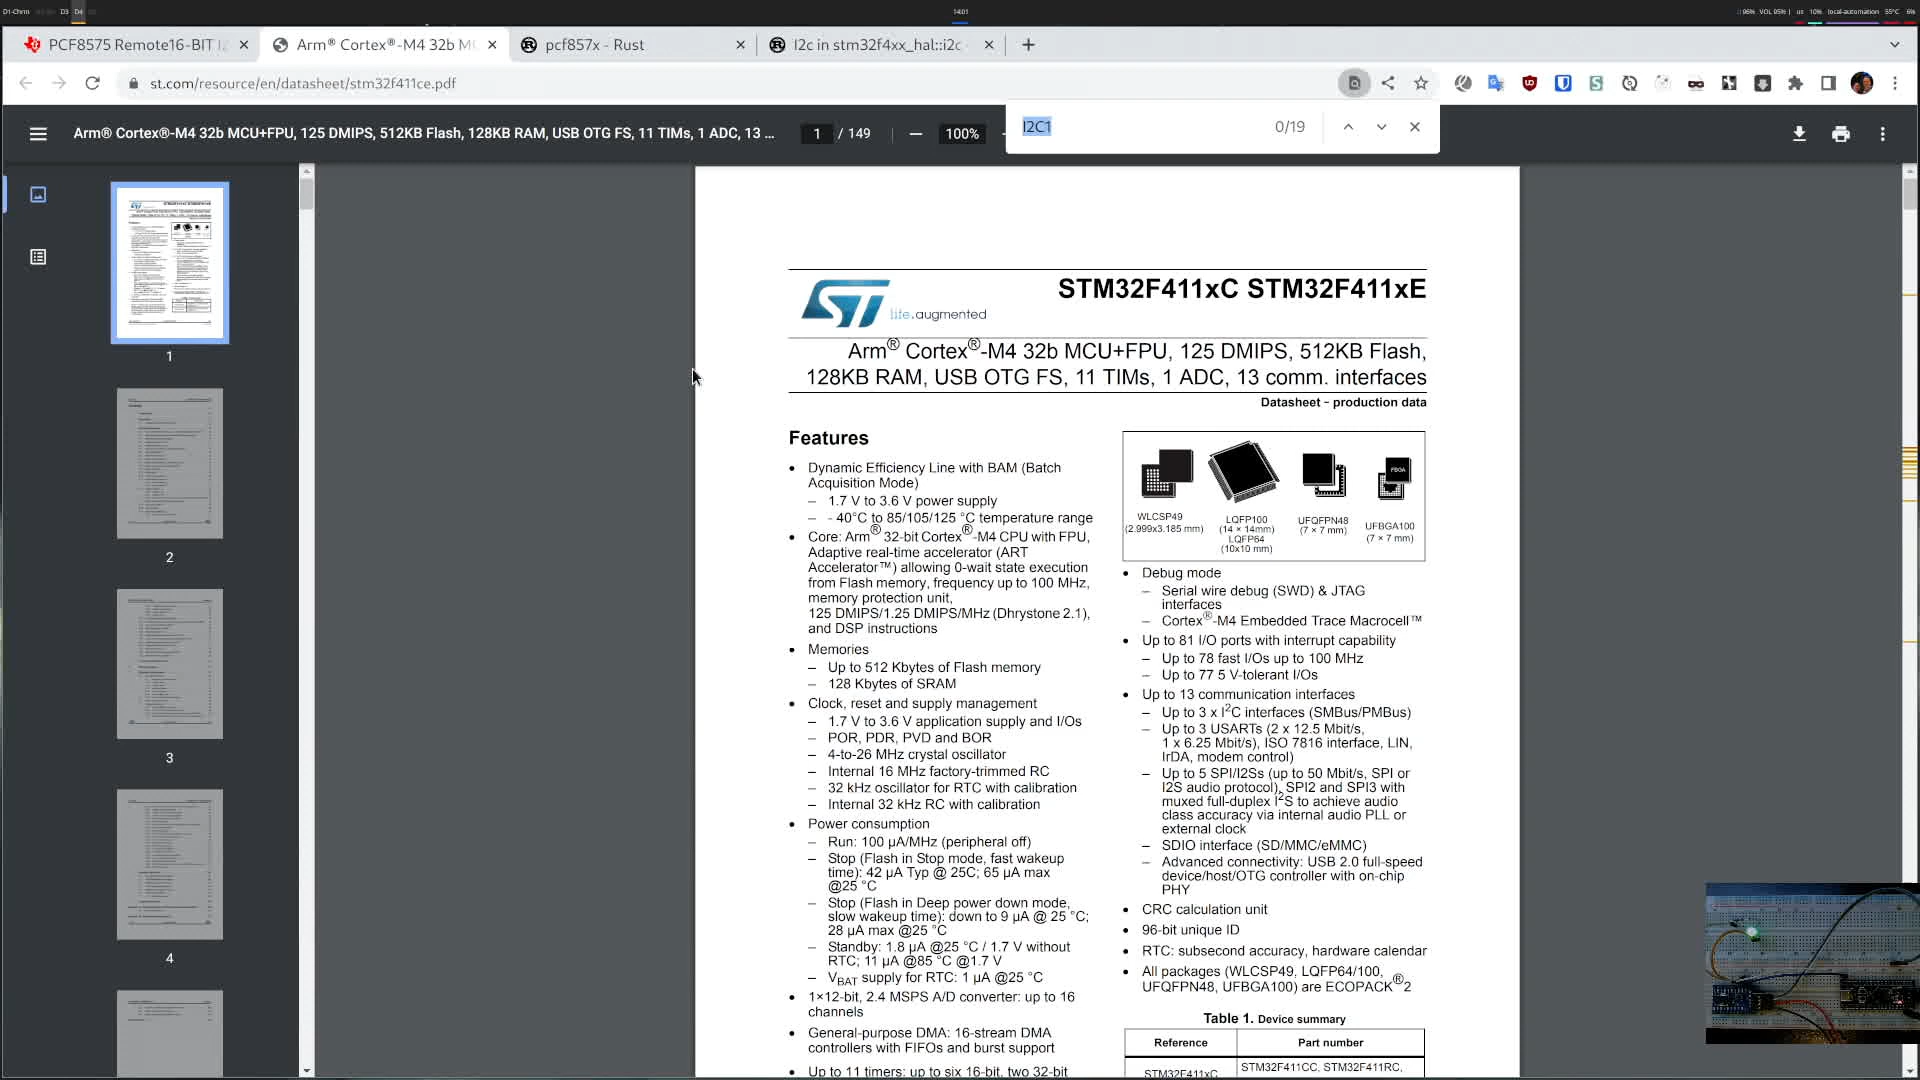 D1-Chrm D3 D4 14:01 96% VOL 95% | us 10% local-automation 55°C 6%
PCF8575 Remote16-BIT I2 Arm® Cortex®-M4 32b MC pcf857x - Rust I2c in stm32f4xx_hal::i2c
st.com/resource/en/datasheet/stm32f411ce.pdf
Arm® Cortex®-M4 32b MCU+FPU, 125 DMIPS, 512KB Flash, 128KB RAM, USB OTG FS, 11 TIMs, 1 ADC, 13 ... 1 / 149 100%
I2C1 0/19
1
2
3
4
ST life.augmented
STM32F411xC STM32F411xE
Arm® Cortex®-M4 32b MCU+FPU, 125 DMIPS, 512KB Flash,
128KB RAM, USB OTG FS, 11 TIMs, 1 ADC, 13 comm. interfaces
Datasheet - production data
Features
• Dynamic Efficiency Line with BAM (Batch
Acquisition Mode)
– 1.7 V to 3.6 V power supply
– - 40°C to 85/105/125 °C temperature range
• Core: Arm® 32-bit Cortex®-M4 CPU with FPU,
Adaptive real-time accelerator (ART
Accelerator™) allowing 0-wait state execution
from Flash memory, frequency up to 100 MHz,
memory protection unit,
125 DMIPS/1.25 DMIPS/MHz (Dhrystone 2.1),
and DSP instructions
• Memories
– Up to 512 Kbytes of Flash memory
– 128 Kbytes of SRAM
• Clock, reset and supply management
– 1.7 V to 3.6 V application supply and I/Os
– POR, PDR, PVD and BOR
– 4-to-26 MHz crystal oscillator
– Internal 16 MHz factory-trimmed RC
– 32 kHz oscillator for RTC with calibration
– Internal 32 kHz RC with calibration
• Power consumption
– Run: 100 µA/MHz (peripheral off)
– Stop (Flash in Stop mode, fast wakeup
time): 42 µA Typ @ 25C; 65 µA max
@25 °C
– Stop (Flash in Deep power down mode,
slow wakeup time): down to 9 µA @ 25 °C;
28 µA max @25 °C
– Standby: 1.8 µA @25 °C / 1.7 V without
RTC; 11 µA @85 °C @1.7 V
– VBAT supply for RTC: 1 µA @25 °C
• 1×12-bit, 2.4 MSPS A/D converter: up to 16
channels
• General-purpose DMA: 16-stream DMA
controllers with FIFOs and burst support
• Up to 11 timers: up to six 16-bit, two 32-bit
WLCSP49
(2.999x3.185 mm)
LQFP100
(14 × 14mm)
LQFP64
(10x10 mm)
UFQFPN48
(7 × 7 mm)
FBGA
UFBGA100
(7 × 7 mm)
• Debug mode
– Serial wire debug (SWD) & JTAG
interfaces
– Cortex®-M4 Embedded Trace Macrocell™
• Up to 81 I/O ports with interrupt capability
– Up to 78 fast I/Os up to 100 MHz
– Up to 77 5 V-tolerant I/Os
• Up to 13 communication interfaces
– Up to 3 x I²C interfaces (SMBus/PMBus)
– Up to 3 USARTs (2 x 12.5 Mbit/s,
1 x 6.25 Mbit/s), ISO 7816 interface, LIN,
IrDA, modem control)
– Up to 5 SPI/I2Ss (up to 50 Mbit/s, SPI or
I2S audio protocol), SPI2 and SPI3 with
muxed full-duplex I²S to achieve audio
class accuracy via internal audio PLL or
external clock
– SDIO interface (SD/MMC/eMMC)
– Advanced connectivity: USB 2.0 full-speed
device/host/OTG controller with on-chip
PHY
• CRC calculation unit
• 96-bit unique ID
• RTC: subsecond accuracy, hardware calendar
• All packages (WLCSP49, LQFP64/100,
UFQFPN48, UFBGA100) are ECOPACK®2
Table 1. Device summary
Reference Part number
STM32F411xC STM32F411CC, STM32F411RC,